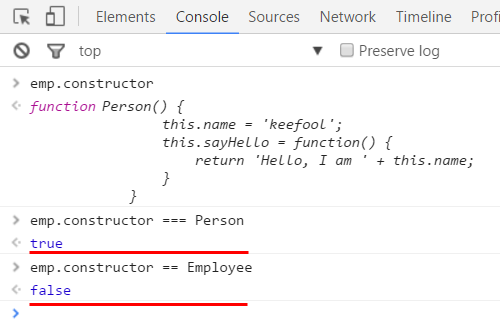 Elements Console Sources Network Timeline Profi
top Preserve log
emp.constructor
function Person() {
this.name = 'keefool';
this.sayHello = function() {
return 'Hello, I am ' + this.name;
}
}
emp.constructor === Person
true
emp.constructor == Employee
false